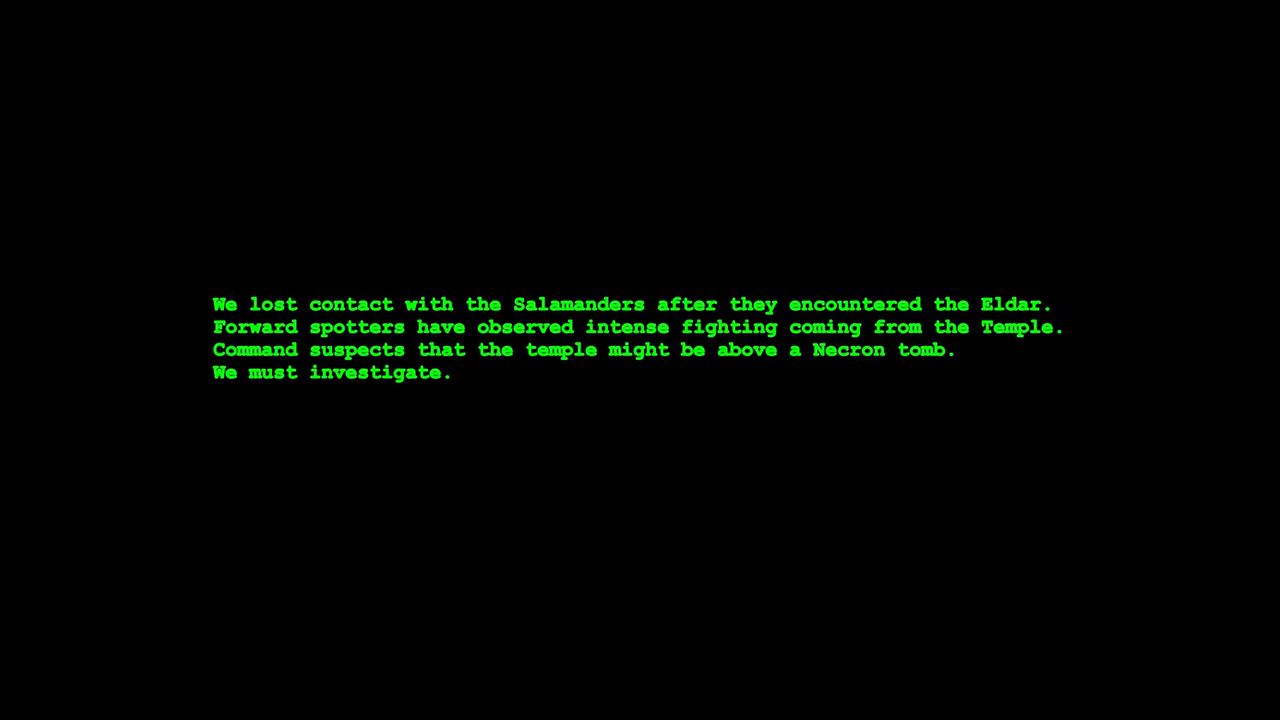 We lost contact with the Salamanders after they encountered the Eldar.
Forward spotters have observed intense fighting coming from the Temple.
Command suspects that the temple might be above a Necron tomb.
We must investigate.